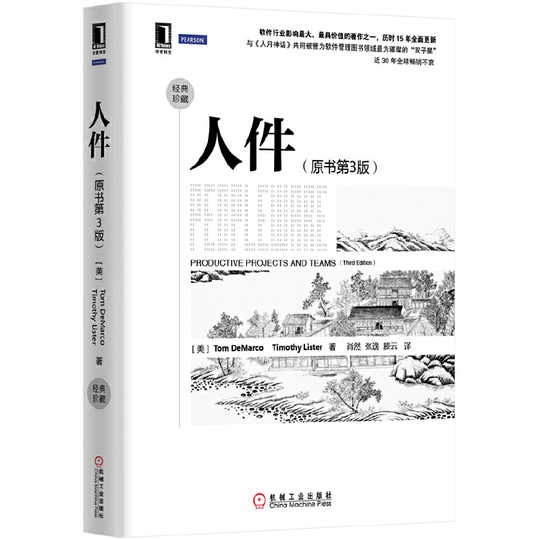 华章科技
PEARSON
软件行业影响最大、最具价值的著作之一，历时15年全面更新
与《人月神话》共同被誉为软件管理图书领域最为璀璨的“双子星”
近30年全球畅销不衰
经典
珍藏
人件
（原书第3版）
PRODUCTIVE PROJECTS AND TEAMS (Third Edition)
[美] Tom DeMarco Timothy Lister 著 肖然 张逸 滕云 译
机械工业出版社
China Machine Press
人件
（原书第3版）
[美]
Tom DeMarco
Timothy Lister
著
经典
珍藏
机械工业出版社
China Machine Press